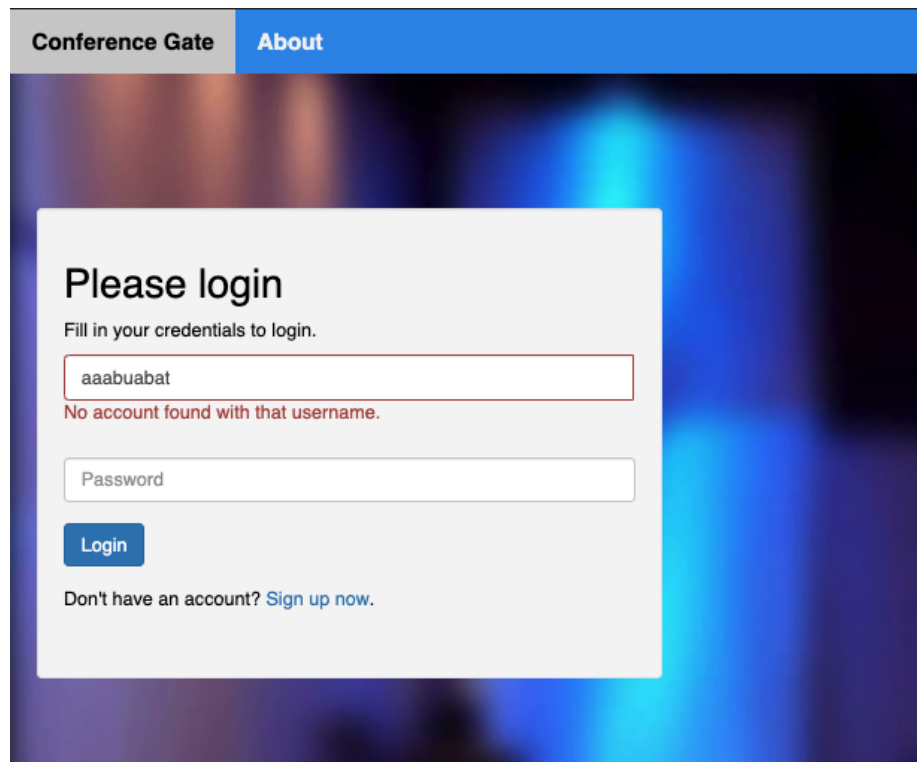 Conference Gate About
Please login
Fill in your credentials to login.
aaabuabat
No account found with that username.
Password
Login
Don't have an account? Sign up now.